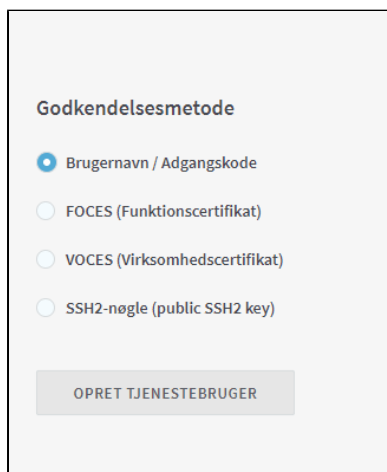 Godkendelsesmetode
Brugernavn / Adgangskode
FOCES (Funktionscertifikat)
VOCES (Virksomhedscertifikat)
SSH2-nøgle (public SSH2 key)
OPRET TJENESTEBRUGER